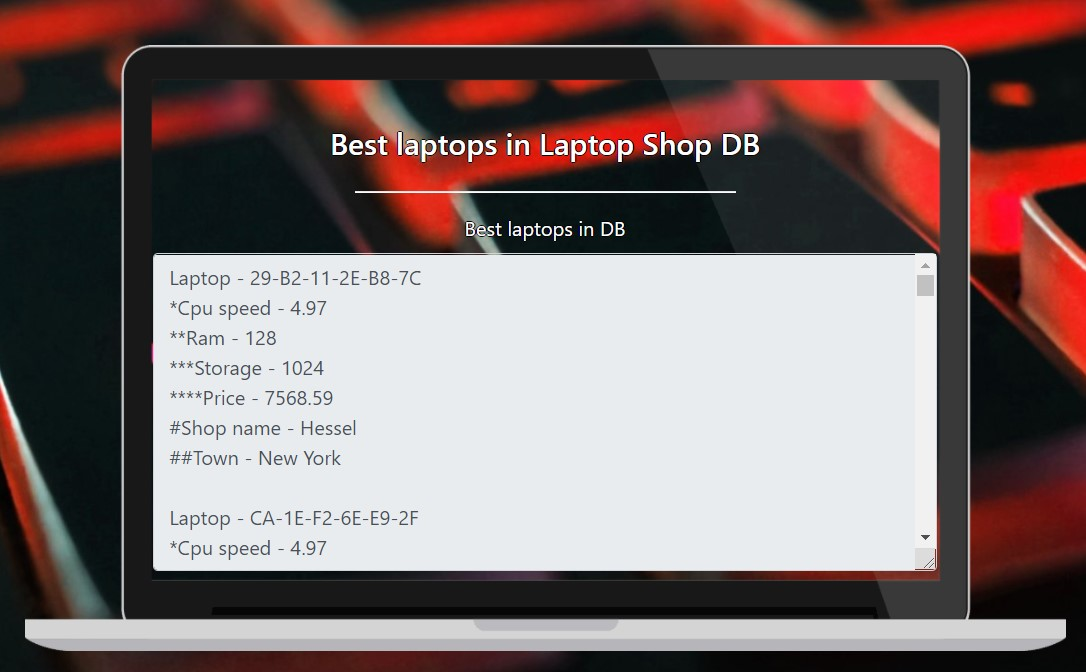 Best laptops in Laptop Shop DB
Best laptops in DB
Laptop - 29-B2-11-2E-B8-7C
*Cpu speed - 4.97
**Ram - 128
***Storage - 1024
****Price - 7568.59
#Shop name - Hessel
##Town - New York
Laptop - CA-1E-F2-6E-E9-2F
*Cpu speed - 4.97